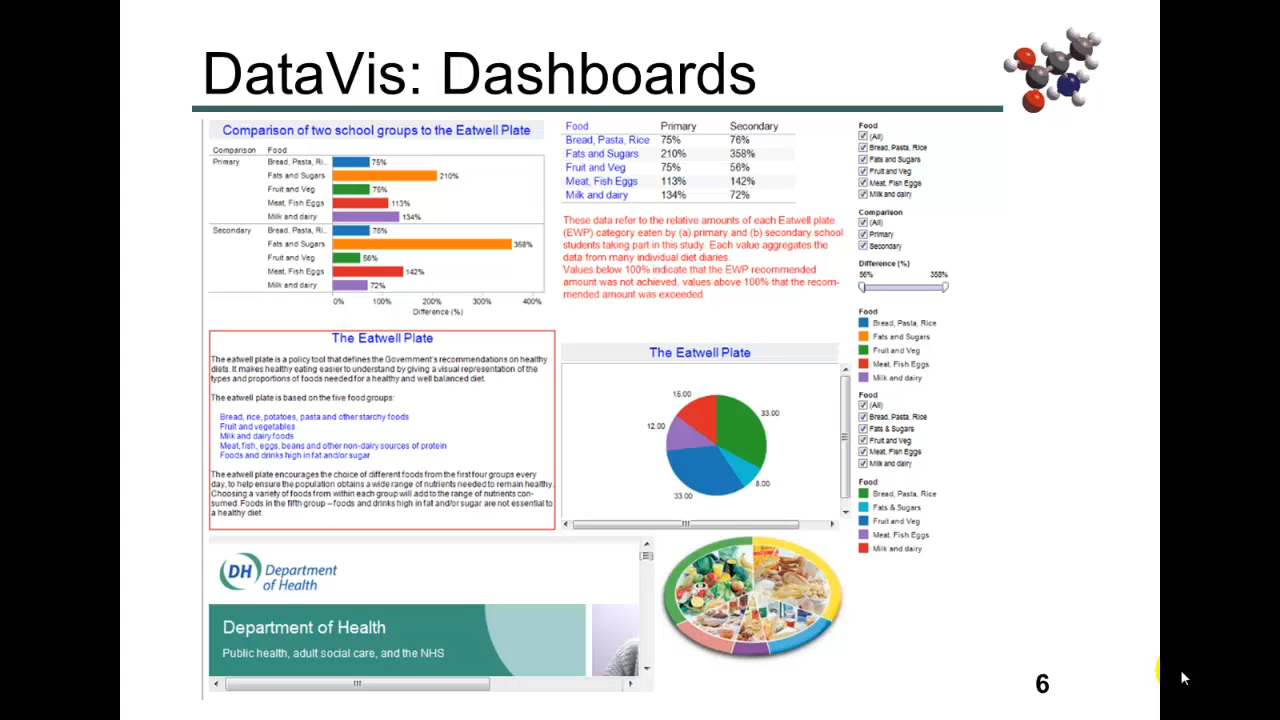 DataVis: Dashboards
Comparison of two school groups to the Eatwell Plate
Comparison Food
Primary Bread, Pasta, Ri.. 75%
Fats and Sugars 210%
Fruit and Veg 75%
Meat, Fish Eggs 113%
Milk and dairy 134%
Secondary Bread, Pasta, Ri.. 76%
Fats and Sugars 358%
Fruit and Veg 56%
Meat, Fish Eggs 142%
Milk and dairy 72%
0% 100% 200% 300% 400%
Difference (%)
Food Primary Secondary
Bread, Pasta, Rice 75% 76%
Fats and Sugars 210% 358%
Fruit and Veg 75% 56%
Meat, Fish Eggs 113% 142%
Milk and dairy 134% 72%
These data refer to the relative amounts of each Eatwell plate
(EWP) category eaten by (a) primary and (b) secondary school
students taking part in this study. Each value aggregates the
data from many individual diet diaries.
Values below 100% indicate that the EWP recommended
amount was not achieved, values above 100% that the recom-
mended amount was exceeded.
Food
(All)
Bread, Pasta, Rice
Fats and Sugars
Fruit and Veg
Meat, Fish Eggs
Milk and dairy
Comparison
(All)
Primary
Secondary
Difference (%)
56% 358%
Food
Bread, Pasta, Rice
Fats and Sugars
Fruit and Veg
Meat, Fish Eggs
Milk and dairy
Food
(All)
Bread, Pasta, Rice
Fats & Sugars
Fruit and Veg
Meat, Fish Eggs
Milk and dairy
Food
Bread, Pasta, Rice
Fats & Sugars
Fruit and Veg
Meat, Fish Eggs
Milk and dairy
The Eatwell Plate
The eatwell plate is a policy tool that defines the Government's recommendations on healthy
diets. It makes healthy eating easier to understand by giving a visual representation of the
types and proportions of foods needed for a healthy and well balanced diet.
The eatwell plate is based on the five food groups:
Bread, rice, potatoes, pasta and other starchy foods
Fruit and vegetables
Milk and dairy foods
Meat, fish, eggs, beans and other non-dairy sources of protein
Foods and drinks high in fat and/or sugar
The eatwell plate encourages the choice of different foods from the first four groups every
day, to help ensure the population obtains a wide range of nutrients needed to remain healthy.
Choosing a variety of foods from within each group will add to the range of nutrients con-
sumed. Foods in the fifth group – foods and drinks high in fat and/or sugar are not essential to
a healthy diet.
The Eatwell Plate
16.00
33.00
12.00
8.00
33.00
DH Department
of Health
Department of Health
Public health, adult social care, and the NHS
6